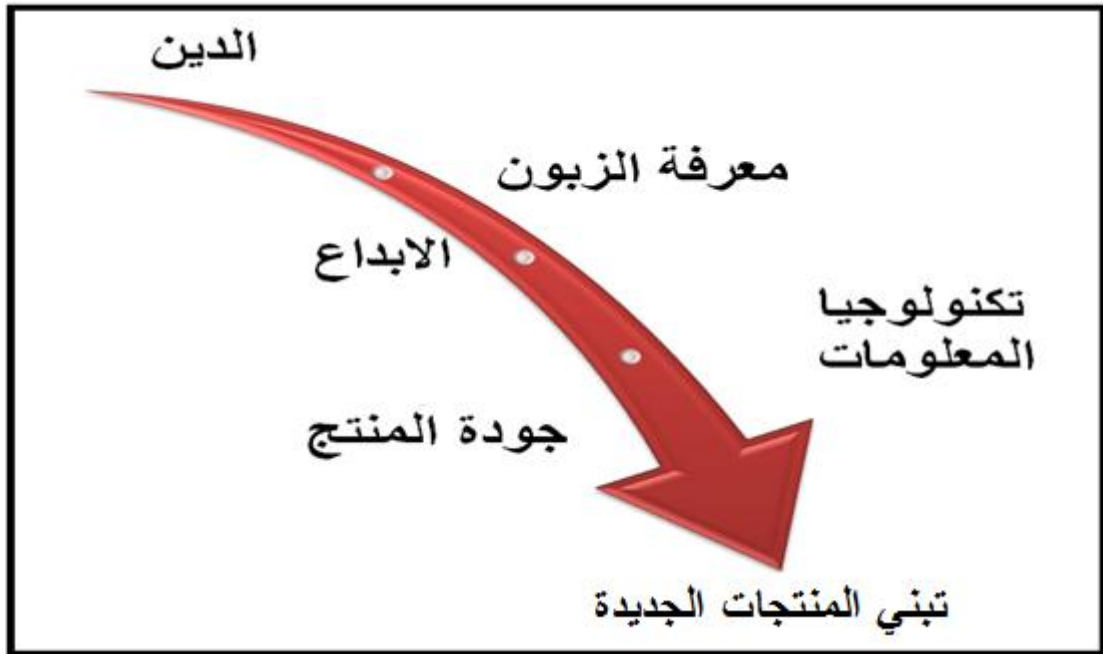 الدين
معرفة الزبون
الابداع
تكنولوجيا
المعلومات
جودة المنتج
تبني المنتجات الجديدة